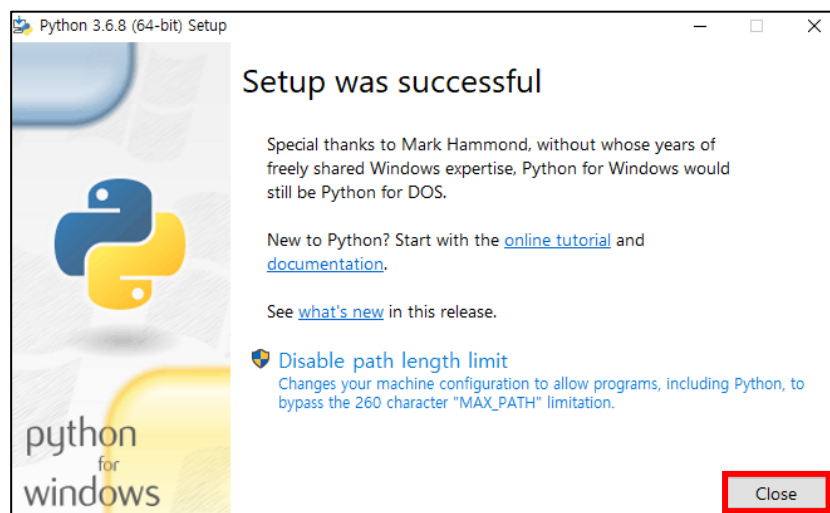 Python 3.6.8 (64-bit) Setup
Setup was successful
Special thanks to Mark Hammond, without whose years of
freely shared Windows expertise, Python for Windows would
still be Python for DOS.
New to Python? Start with the online tutorial and
documentation.
See what's new in this release.
Disable path length limit
Changes your machine configuration to allow programs, including Python, to
bypass the 260 character "MAX_PATH" limitation.
python
for
windows
Close